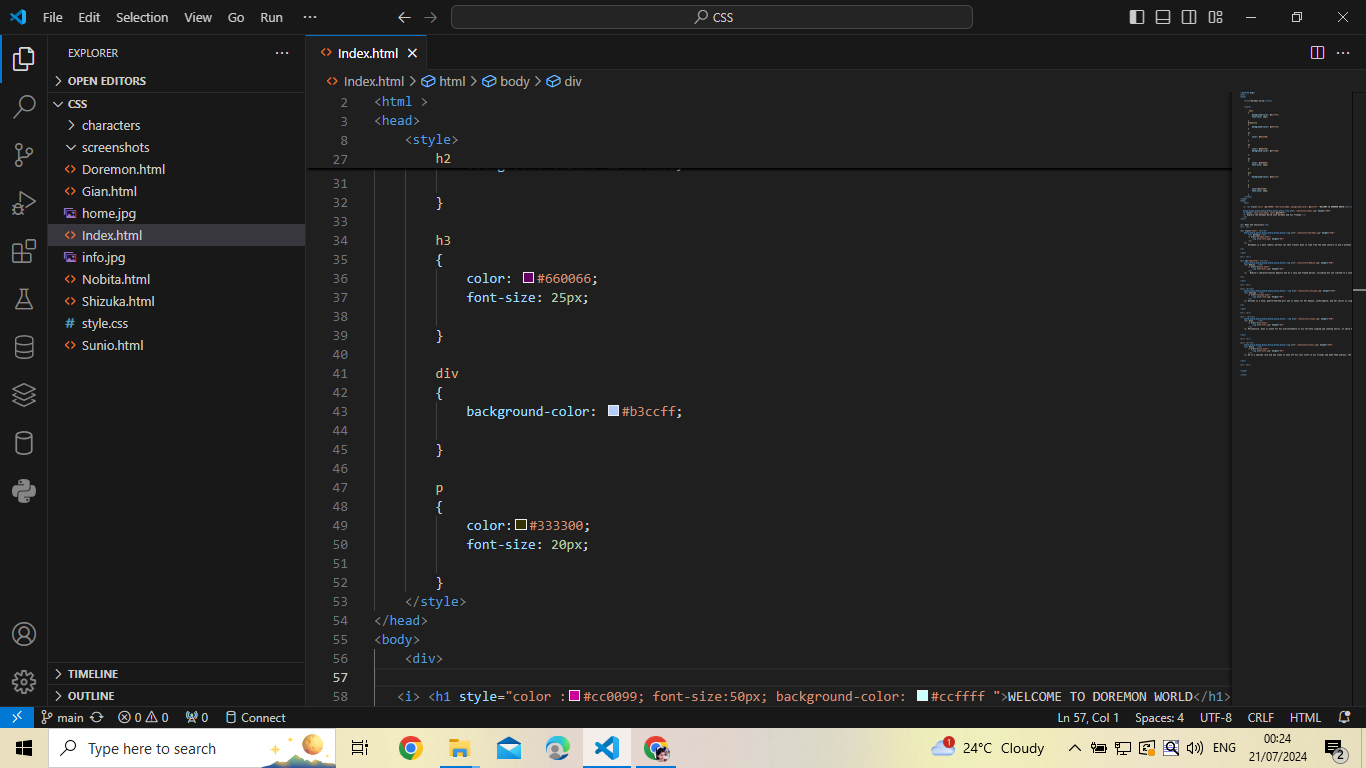 File Edit Selection View Go Run ··· CSS
EXPLORER ···
OPEN EDITORS
CSS
characters
screenshots
Doremon.html
Gian.html
home.jpg
Index.html
info.jpg
Nobita.html
Shizuka.html
style.css
Sunio.html
TIMELINE
OUTLINE
Index.html
Index.html > html > body > div
2 <html >
3 <head>
8 <style>
27 h2
31
32 }
33
34 h3
35 {
36 color: #660066;
37 font-size: 25px;
38
39 }
40
41 div
42 {
43 background-color: #b3ccff;
44
45 }
46
47 p
48 {
49 color:#333300;
50 font-size: 20px;
51
52 }
53 </style>
54 </head>
55 <body>
56 <div>
57
58 <i> <h1 style="color :#cc0099; font-size:50px; background-color: #ccffff ">WELCOME TO DOREMON WORLD</h1>
main 0 0 0 Connect Ln 57, Col 1 Spaces: 4 UTF-8 CRLF HTML
Type here to search 24°C Cloudy ENG 00:24
21/07/2024
1
2